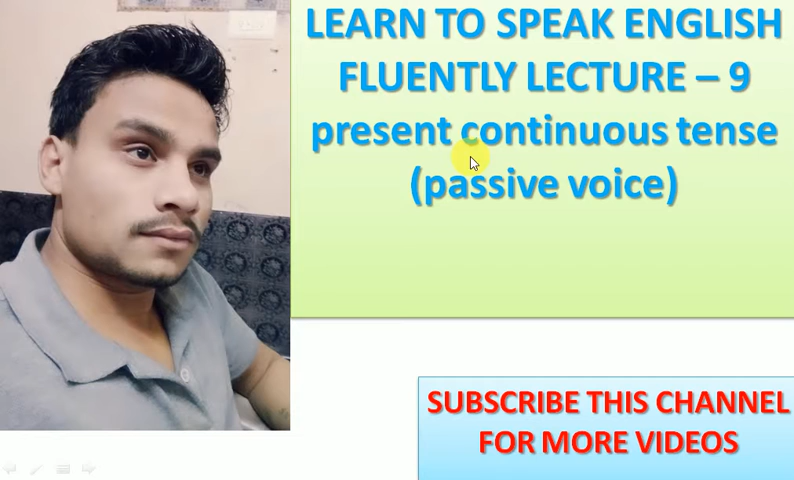 LEARN TO SPEAK ENGLISH
FLUENTLY LECTURE – 9
present continuous tense
(passive voice)
SUBSCRIBE THIS CHANNEL
FOR MORE VIDEOS